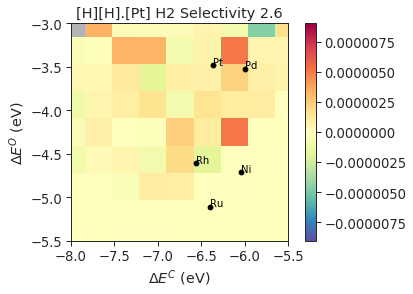 [H][H].[Pt] H2 Selectivity 2.6
−3.0
−3.5
−4.0
−4.5
−5.0
−5.5
ΔE^O (eV)
Pt
Pd
Rh
Ni
Ru
−8.0 −7.5 −7.0 −6.5 −6.0 −5.5
ΔE^C (eV)
0.0000075
0.0000050
0.0000025
0.0000000
−0.0000025
−0.0000050
−0.0000075